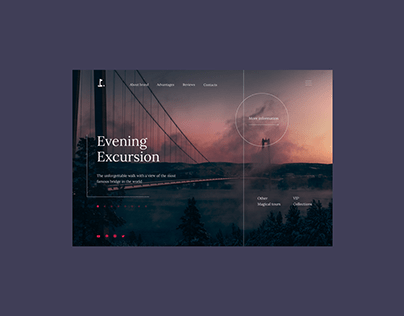 About travel Advantages Reviews Contacts
more information
Evening
Excursion
The unforgettable walk with a view of the most
famous bridge in the world
Other
Magical tours
VIP
Collections